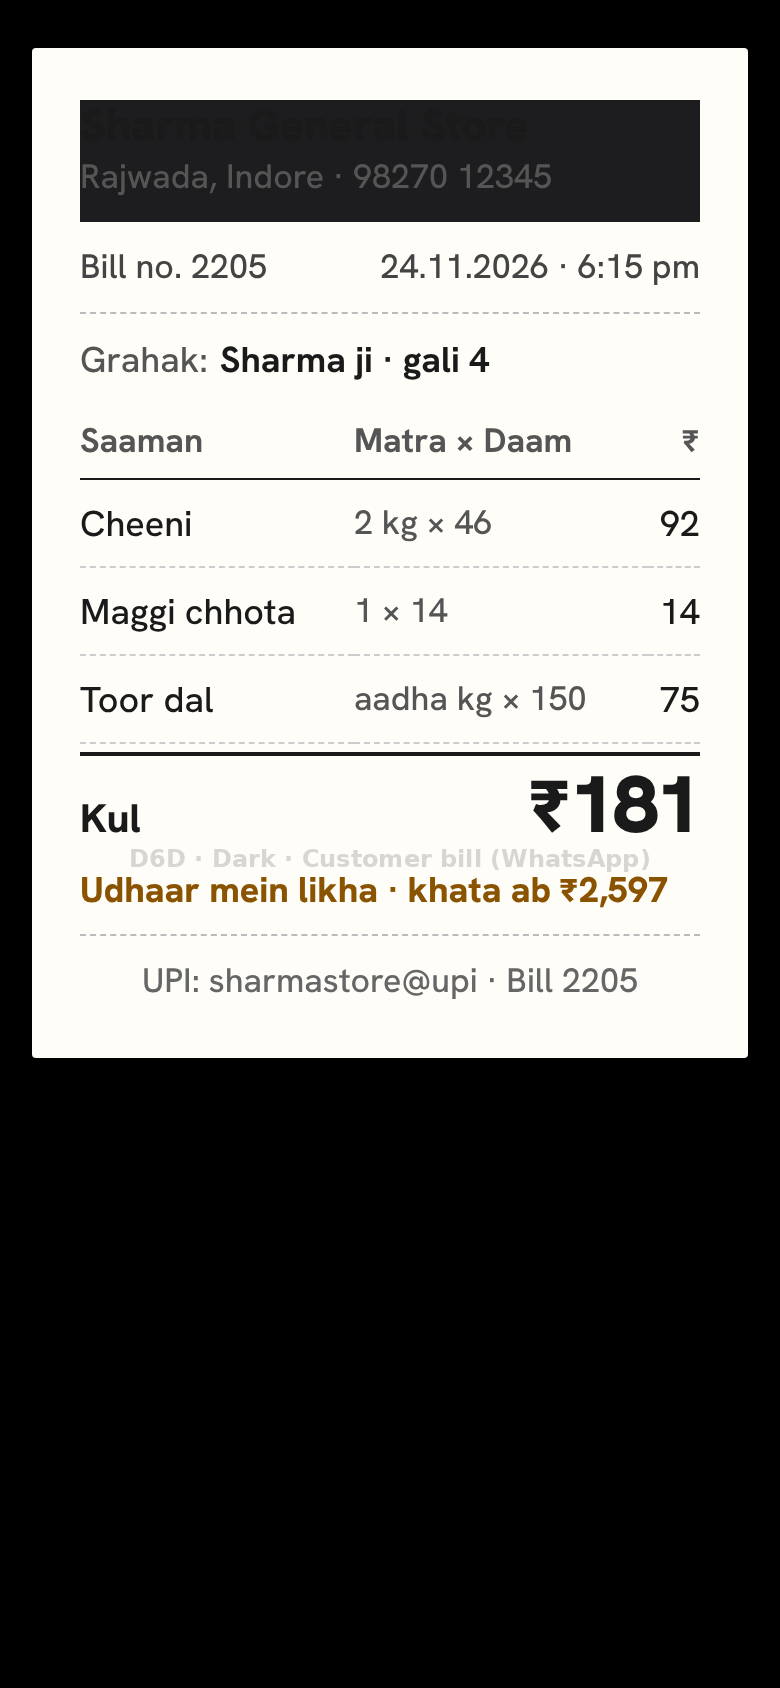 Sharma General Store
Rajwada, Indore · 98270 12345
Bill no. 2205 24.11.2026 · 6:15 pm
Grahak: Sharma ji · gali 4
Saaman Matra × Daam ₹
Cheeni 2 kg × 46 92
Maggi chhota 1 × 14 14
Toor dal aadha kg × 150 75
Kul ₹181
D6D · Dark · Customer bill (WhatsApp)
Udhaar mein likha · khata ab ₹2,597
UPI: sharmastore@upi · Bill 2205